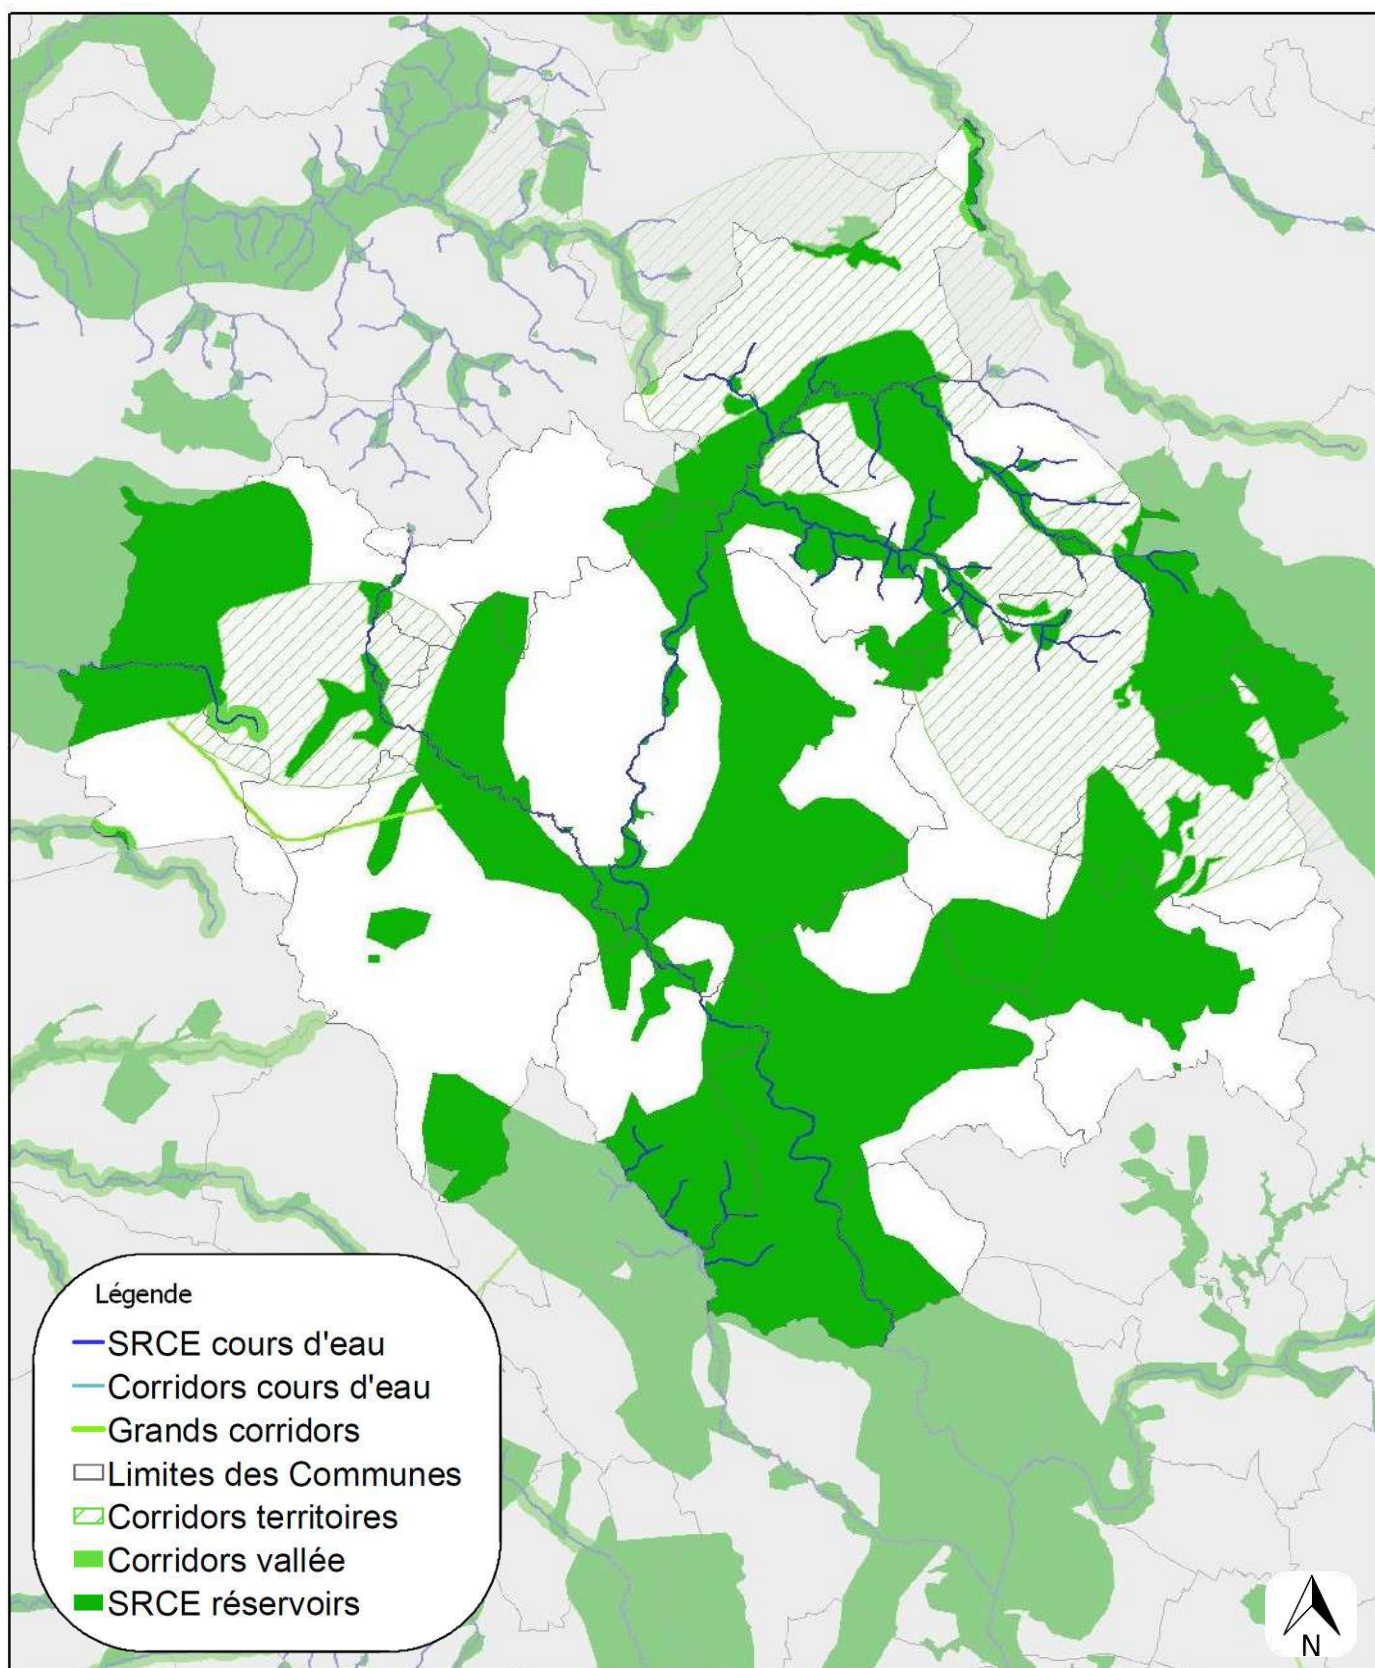 Légende
SRCE cours d'eau
Corridors cours d'eau
Grands corridors
Limites des Communes
Corridors territoires
Corridors vallée
SRCE réservoirs
N